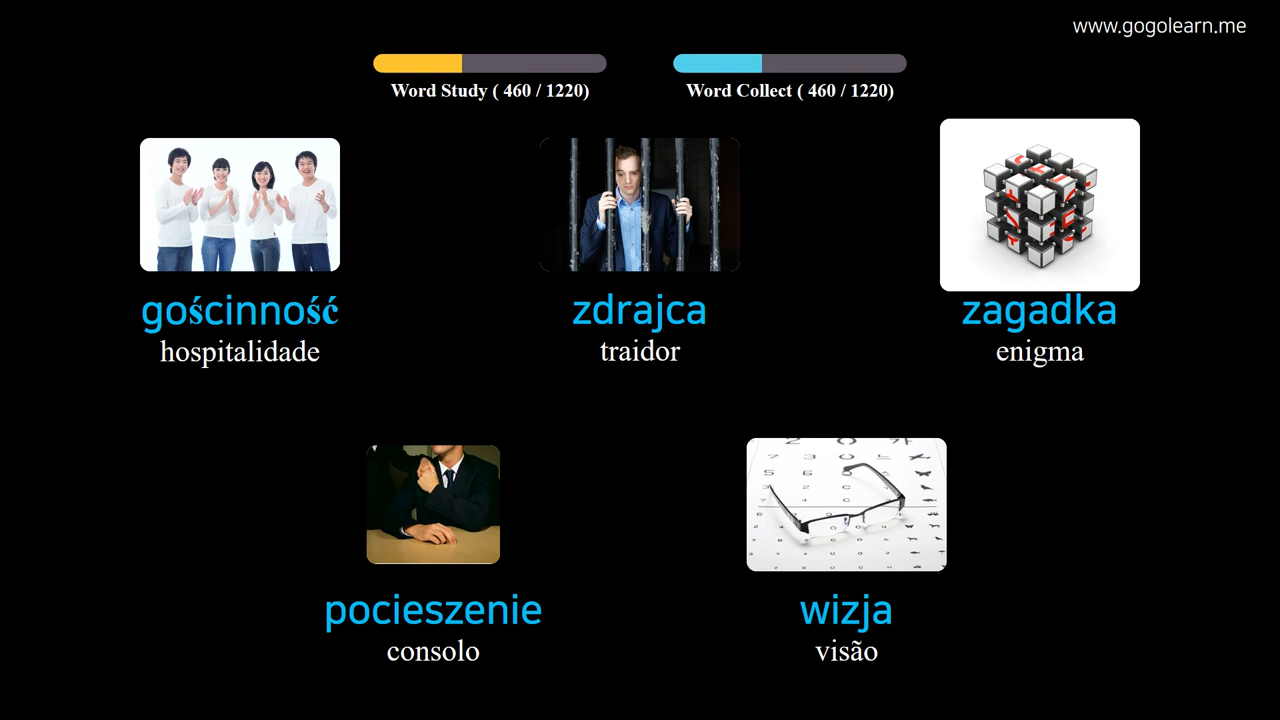 www.gogolearn.me
Word Study ( 460 / 1220)
Word Collect ( 460 / 1220)
gościnność
hospitalidade
zdrajca
traidor
zagadka
enigma
pocieszenie
consolo
wizja
visão